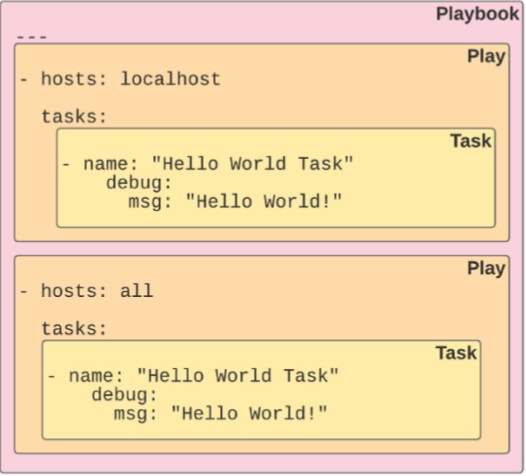 Playbook
---
Play
- hosts: localhost
tasks:
Task
- name: "Hello World Task"
debug:
msg: "Hello World!"
Play
- hosts: all
tasks:
Task
- name: "Hello World Task"
debug:
msg: "Hello World!"